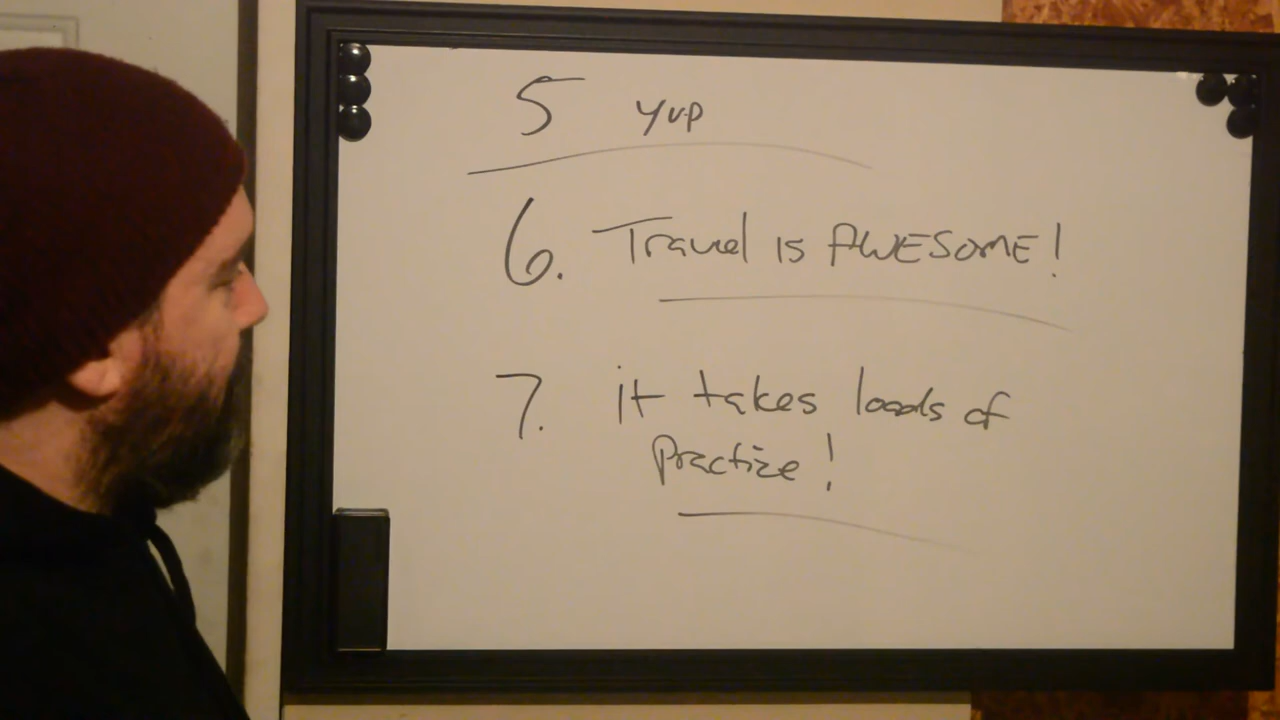 5 yup
6. Travel is AWESOME!
7. it takes loads of
Practice!